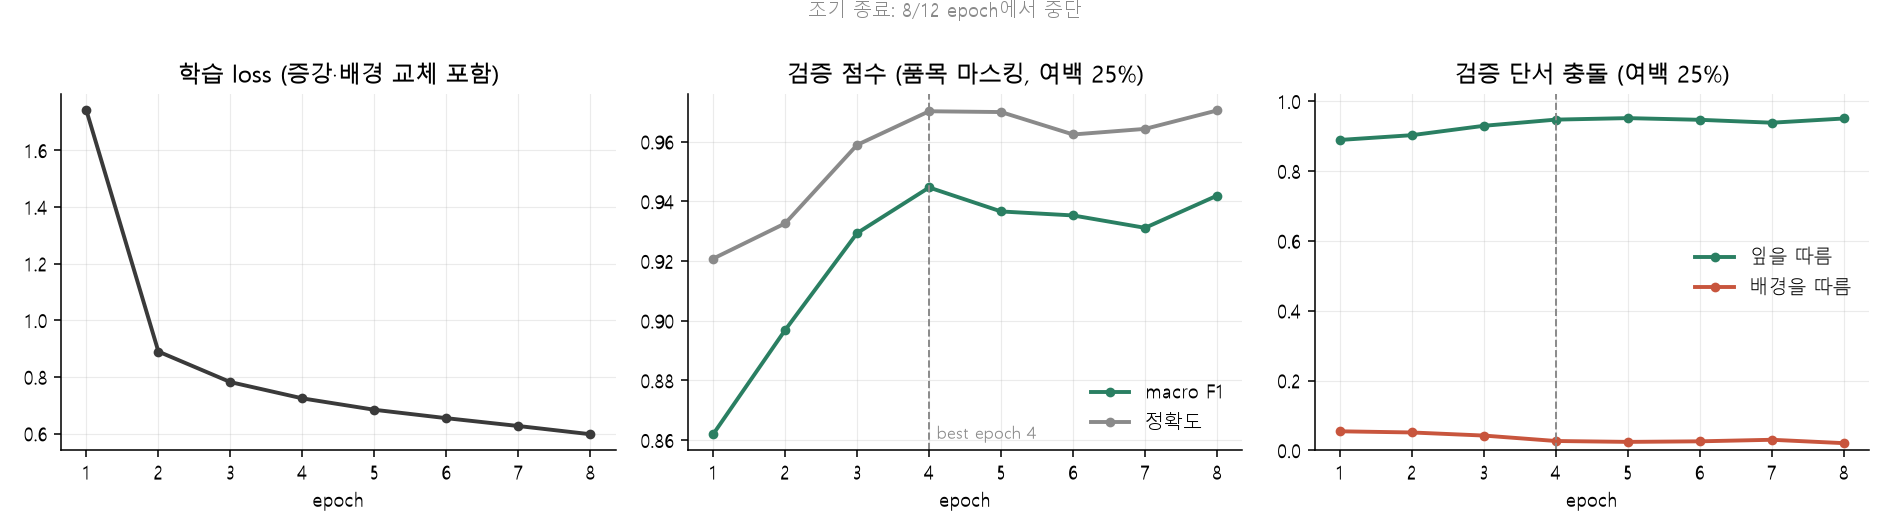 조기 종료: 8/12 epoch에서 중단
학습 loss (증강·배경 교체 포함)
1.6
1.4
1.2
1.0
0.8
0.6
1 2 3 4 5 6 7 8
epoch
검증 점수 (품목 마스킹, 여백 25%)
0.96
0.94
0.92
0.90
0.88
0.86
macro F1
정확도
best epoch 4
1 2 3 4 5 6 7 8
epoch
검증 단서 충돌 (여백 25%)
1.0
0.8
0.6
0.4
0.2
0.0
잎을 따름
배경을 따름
1 2 3 4 5 6 7 8
epoch